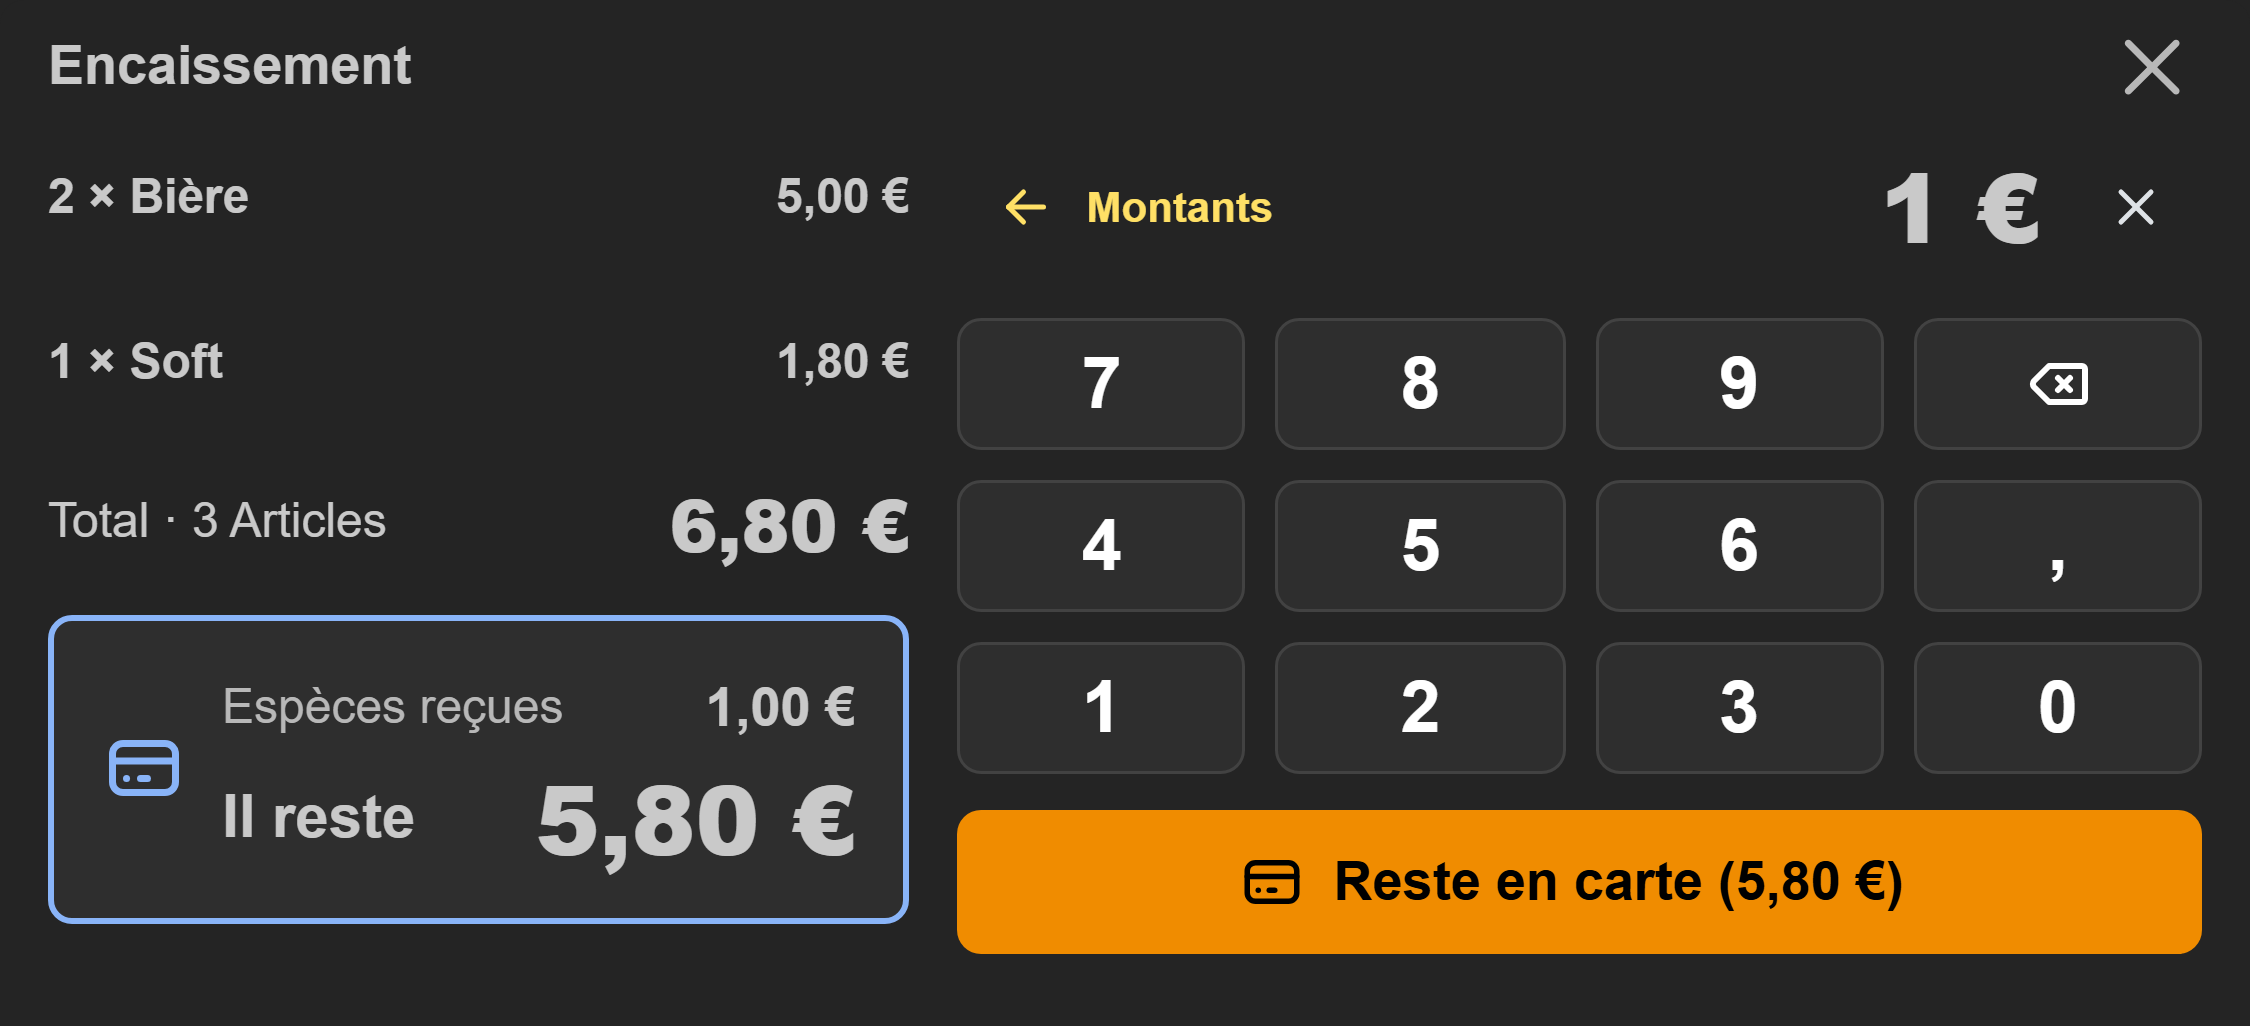 Encaissement
2 × Bière 5,00 €
1 × Soft 1,80 €
Total · 3 Articles 6,80 €
Espèces reçues 1,00 €
Il reste 5,80 €
Montants 1 €
7 8 9
4 5 6 ,
1 2 3 0
Reste en carte (5,80 €)